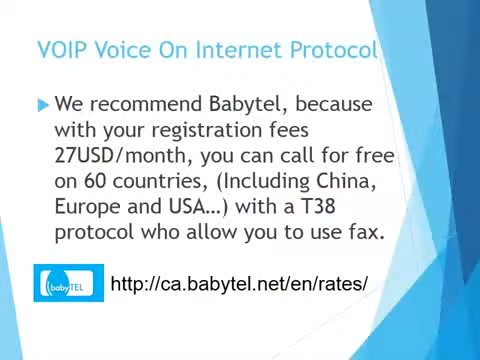 VOIP Voice On Internet Protocol
We recommend Babytel, because
with your registration fees
27USD/month, you can call for free
on 60 countries, (Including China,
Europe and USA…) with a T38
protocol who allow you to use fax.
babyTEL
http://ca.babytel.net/en/rates/